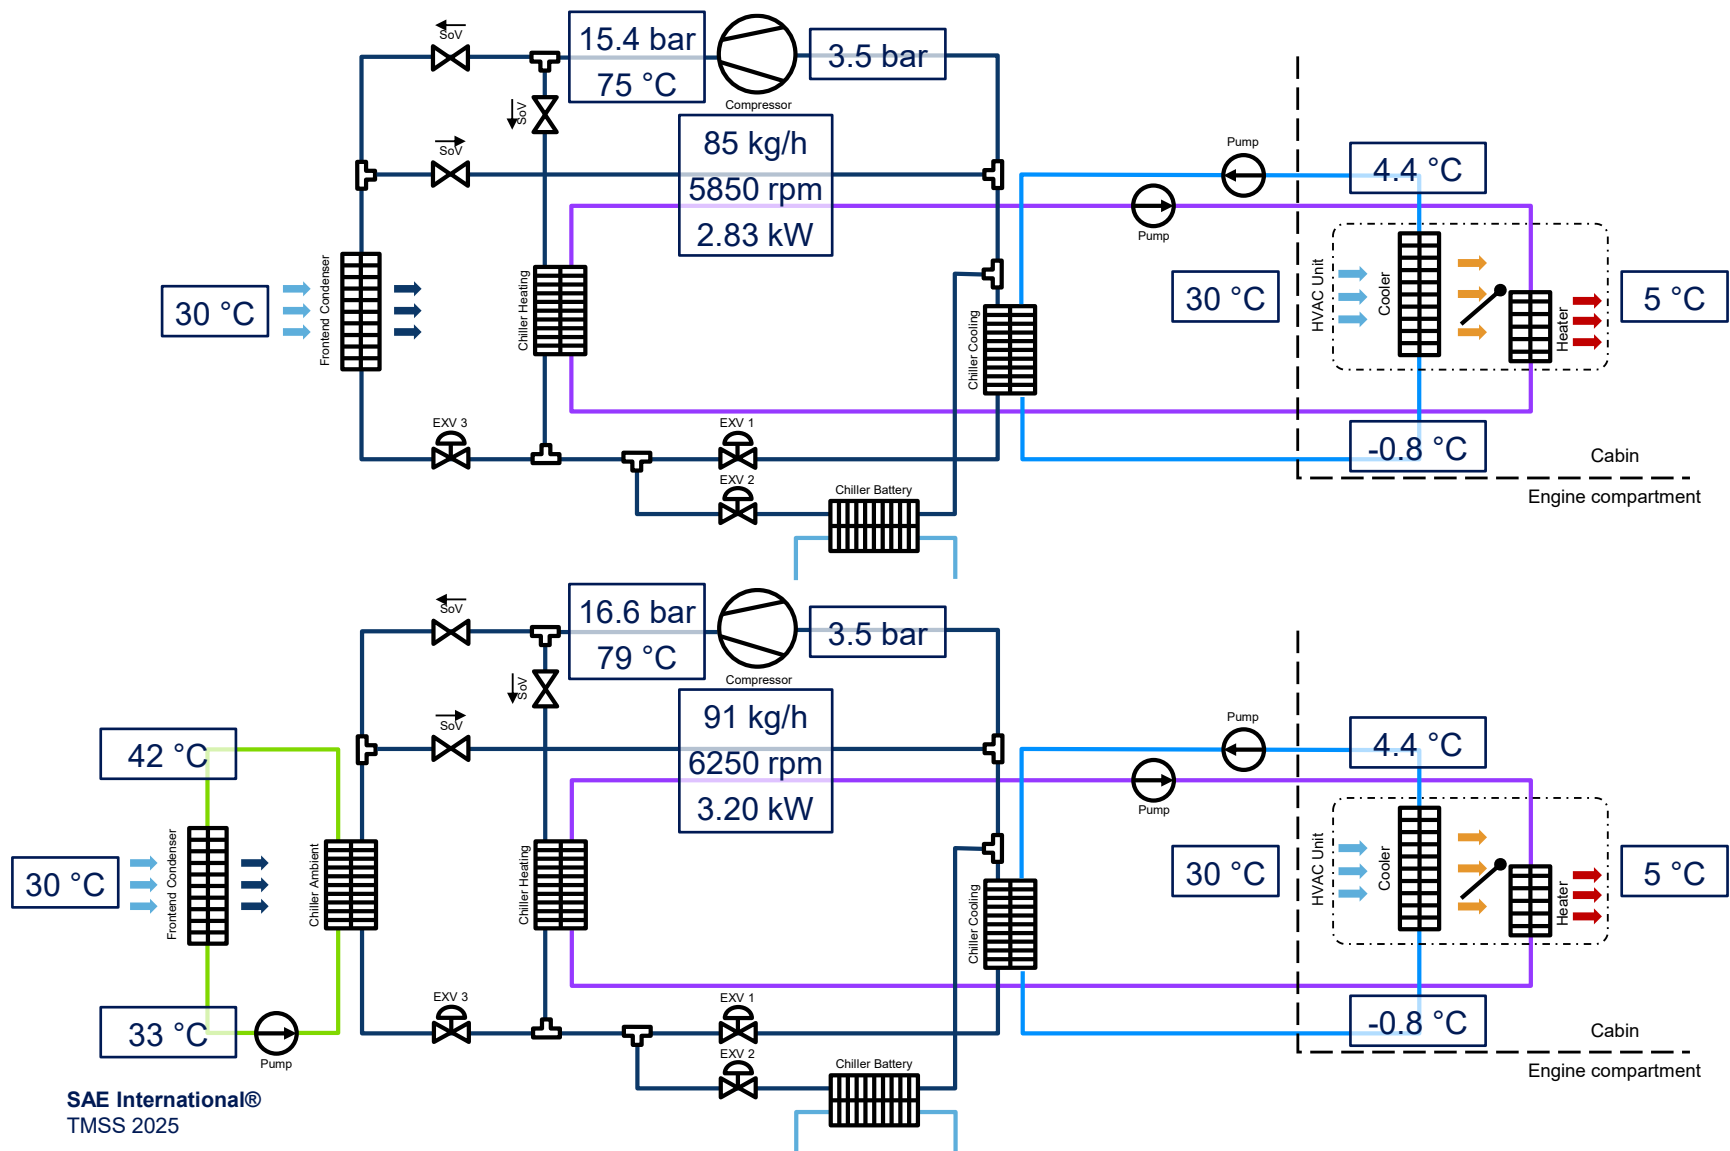 SoV
15.4 bar
75 °C
Compressor
3.5 bar
SoV
SoV
85 kg/h
5850 rpm
2.83 kW
Pump
Pump
4.4 °C
30 °C
Frontend Condenser
Chiller Heating
Chiller Cooling
30 °C
HVAC Unit
Cooler
Heater
5 °C
EXV 3
EXV 1
EXV 2
Chiller Battery
-0.8 °C
Cabin
Engine compartment
SoV
16.6 bar
79 °C
Compressor
3.5 bar
SoV
SoV
91 kg/h
6250 rpm
3.20 kW
Pump
Pump
4.4 °C
42 °C
30 °C
Frontend Condenser
Chiller Ambient
Chiller Heating
Chiller Cooling
30 °C
HVAC Unit
Cooler
Heater
5 °C
33 °C
Pump
EXV 3
EXV 1
EXV 2
Chiller Battery
-0.8 °C
Cabin
Engine compartment
SAE International®
TMSS 2025